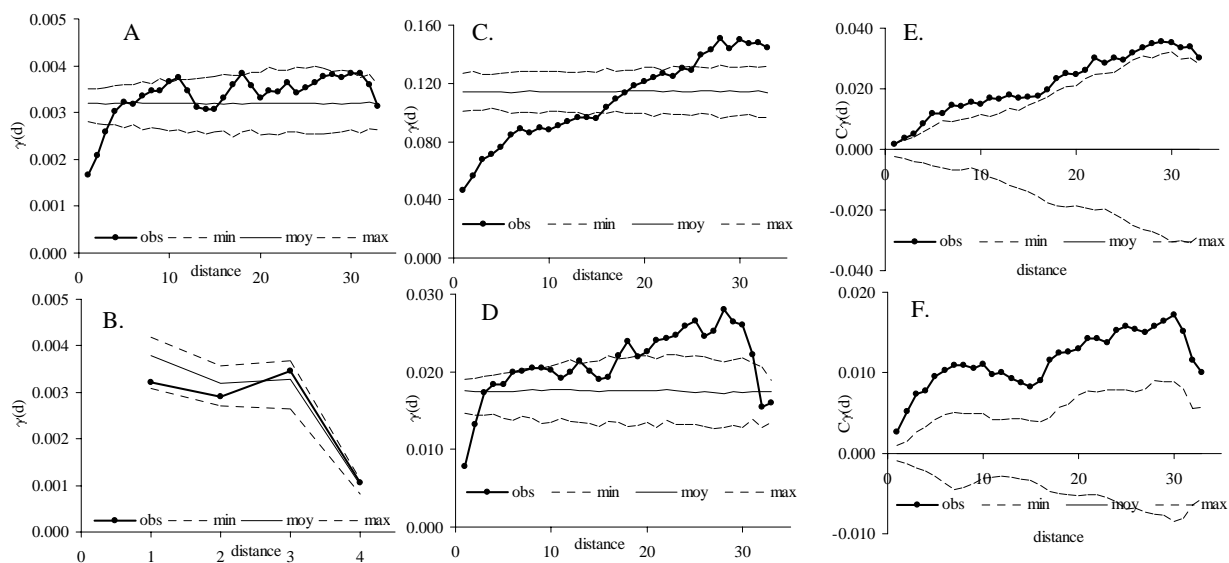 A
0.005
0.004
0.003
0.002
0.001
0.000
γ(d)
obs min moy max
0 10 20 30
distance
B.
0.005
0.004
0.003
0.002
0.001
0.000
γ(d)
obs min moy max
0 1 2 3 4
distance
C.
0.160
0.120
0.080
0.040
0.000
γ(d)
obs min moy max
0 10 20 30
distance
D
0.030
0.020
0.010
0.000
γ(d)
obs min moy max
0 10 20 30
distance
E.
0.040
0.020
0.000
-0.020
-0.040
Cγ(d)
0 10 20 30
obs min moy max
distance
F.
0.020
0.010
0.000
-0.010
Cγ(d)
0 10 20 30
obs min moy max
distance